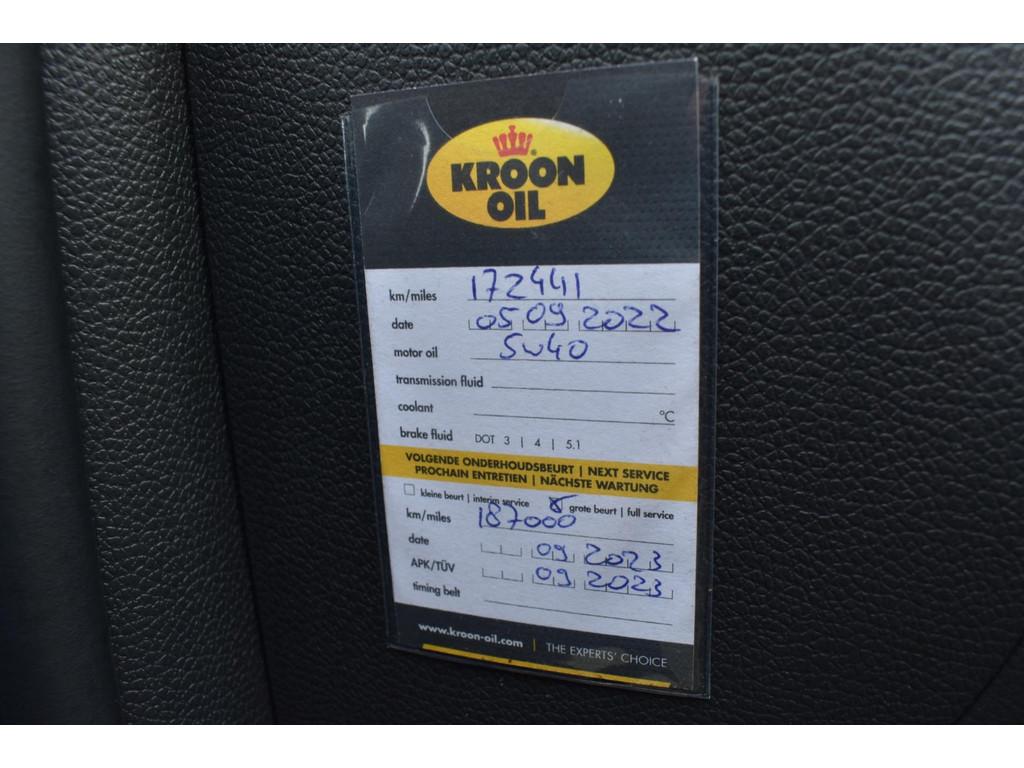 KROON
OIL
km/miles 172441
date 05 09 2022
motor oil 5w40
transmission fluid
coolant °C
brake fluid DOT 3 | 4 | 5.1
VOLGENDE ONDERHOUDSBEURT | NEXT SERVICE
PROCHAIN ENTRETIEN | NÄCHSTE WARTUNG
kleine beurt | interim service grote beurt | full service
km/miles 187000
date 09 2023
APK/TÜV 09 2023
timing belt
www.kroon-oil.com | THE EXPERTS' CHOICE